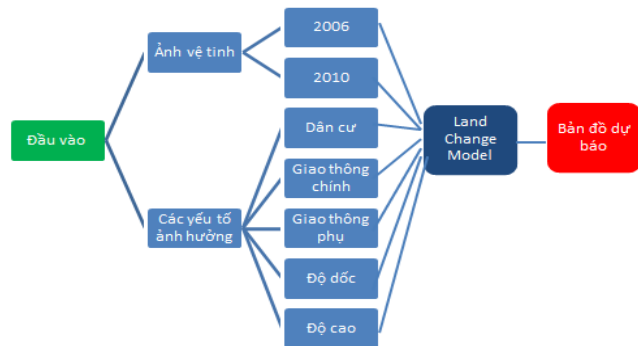 2006
Ảnh vệ tinh
2010
Đầu vào
Dân cư
Land
Change
Model
Bản đồ dự
báo
Giao thông
chính
Các yếu tố
ảnh hưởng
Giao thông
phụ
Độ dốc
Độ cao